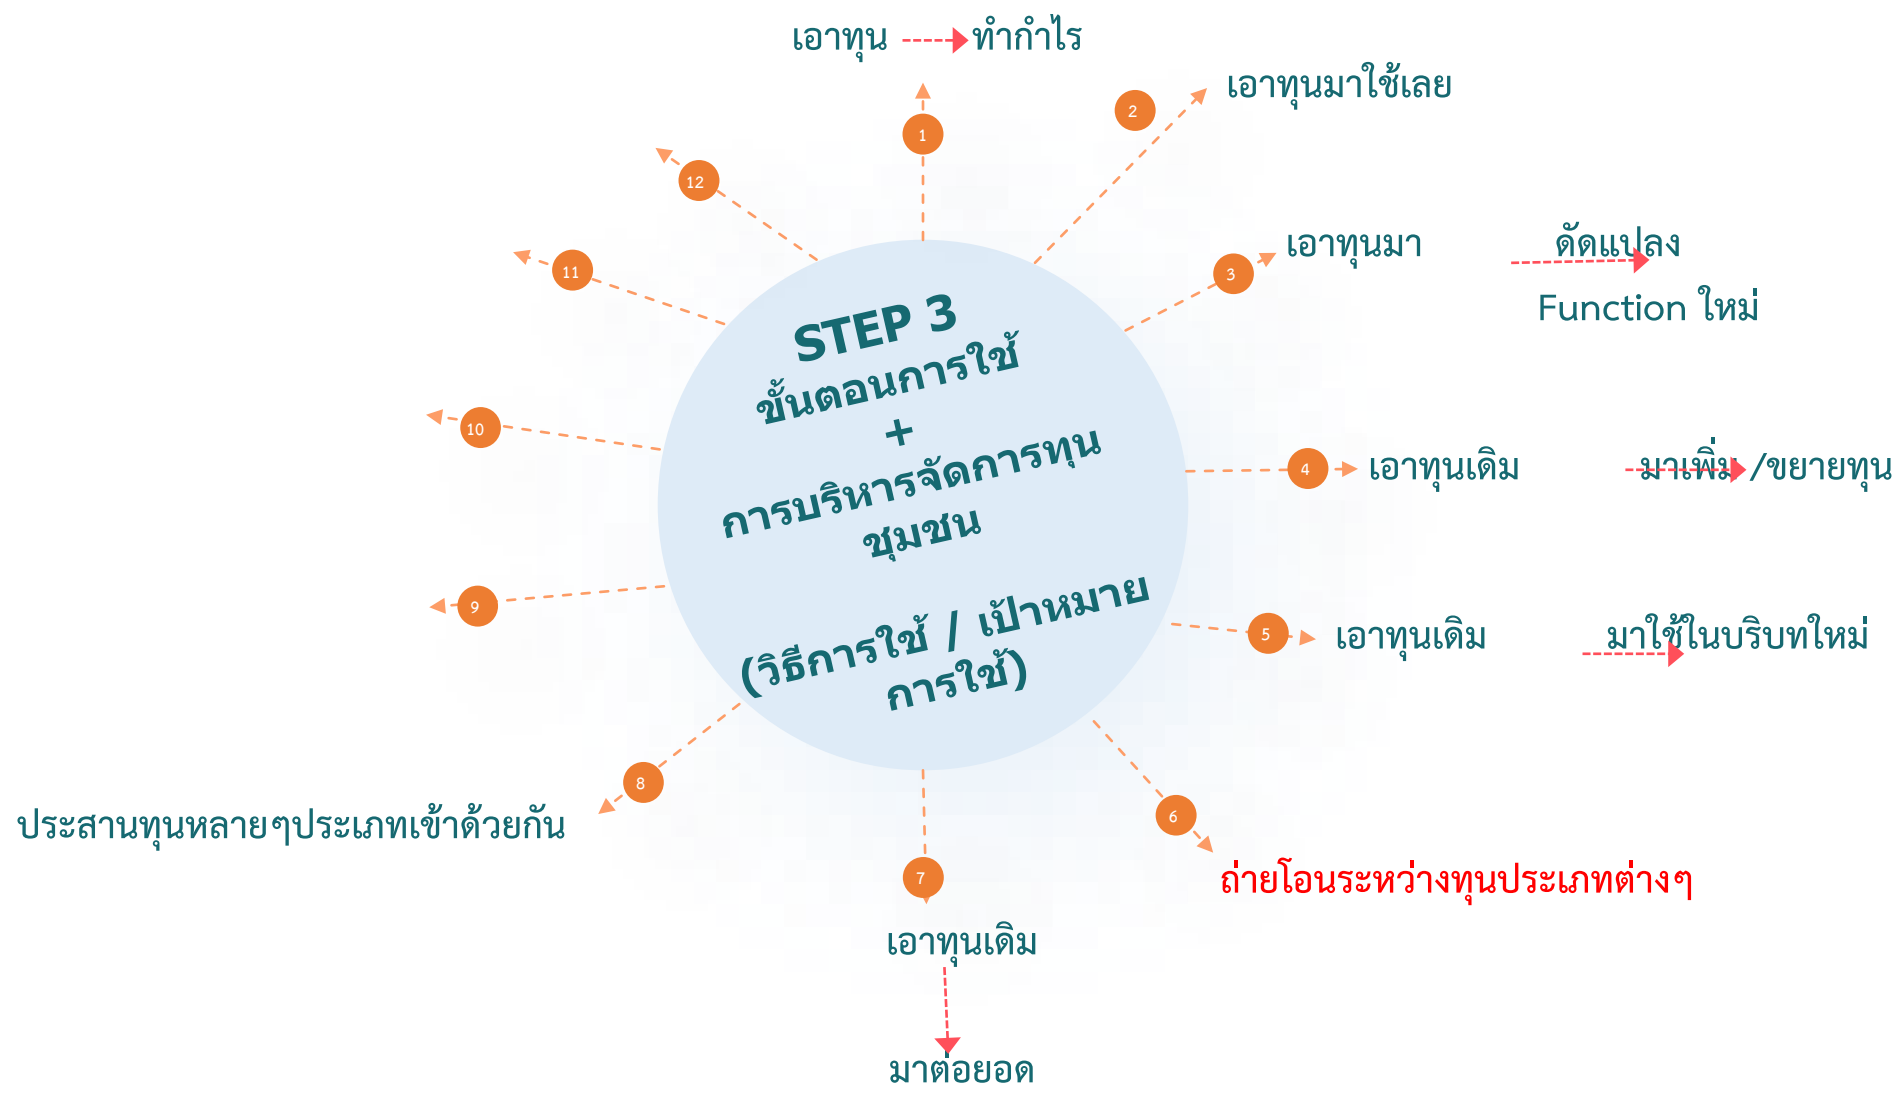 เอาทุน ทำกำไร
1
2
เอาทุนมาใช้เลย
3
เอาทุนมา ดัดแปลง
Function ใหม่
4
เอาทุนเดิม มาเพิ่ม /ขยายทุน
5
เอาทุนเดิม มาใช้ในบริบทใหม่
6
ถ่ายโอนระหว่างทุนประเภทต่างๆ
7
เอาทุนเดิม
มาต่อยอด
8
ประสานทุนหลายๆประเภทเข้าด้วยกัน
9
10
11
12
STEP 3
ขั้นตอนการใช้
+
การบริหารจัดการทุน
ชุมชน
(วิธีการใช้ / เป้าหมาย
การใช้)